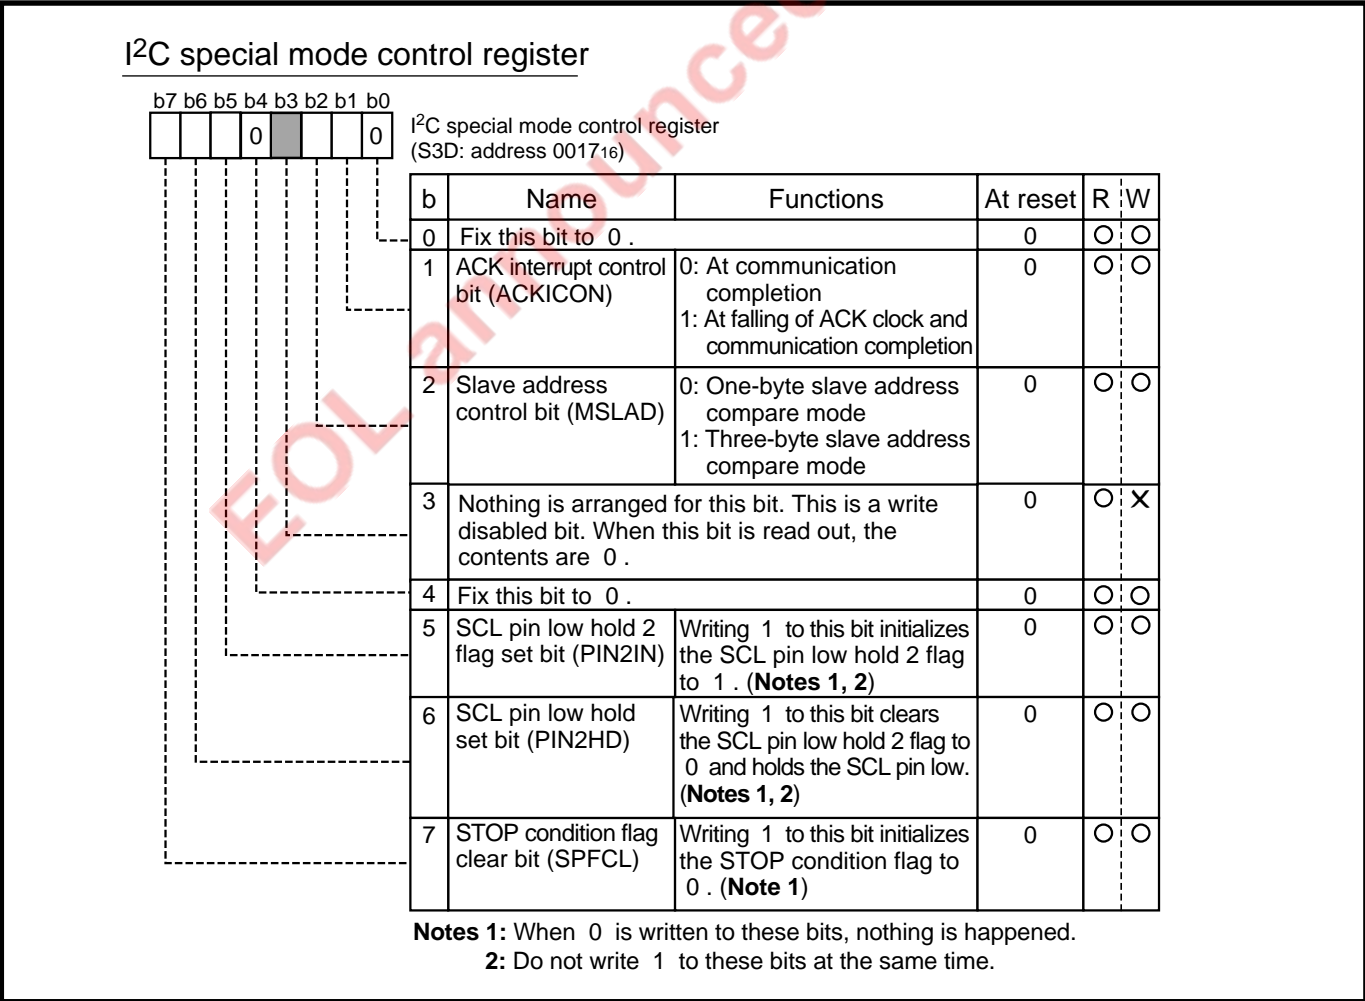 I2C special mode control register
b7 b6 b5 b4 b3 b2 b1 b0
0 0
I2C special mode control register
(S3D: address 001716)
b Name Functions At reset R W
0 Fix this bit to 0 . 0 O O
1 ACK interrupt control 0: At communication 0 O O
bit (ACKICON) completion
1: At falling of ACK clock and
communication completion
2 Slave address 0: One-byte slave address 0 O O
control bit (MSLAD) compare mode
1: Three-byte slave address
compare mode
3 Nothing is arranged for this bit. This is a write 0 O X
disabled bit. When this bit is read out, the
contents are 0 .
4 Fix this bit to 0 . 0 O O
5 SCL pin low hold 2 Writing 1 to this bit initializes 0 O O
flag set bit (PIN2IN) the SCL pin low hold 2 flag
to 1 . (Notes 1, 2)
6 SCL pin low hold Writing 1 to this bit clears 0 O O
set bit (PIN2HD) the SCL pin low hold 2 flag to
0 and holds the SCL pin low.
(Notes 1, 2)
7 STOP condition flag Writing 1 to this bit initializes 0 O O
clear bit (SPFCL) the STOP condition flag to
0 . (Note 1)
Notes 1: When 0 is written to these bits, nothing is happened.
2: Do not write 1 to these bits at the same time.
EOL announced